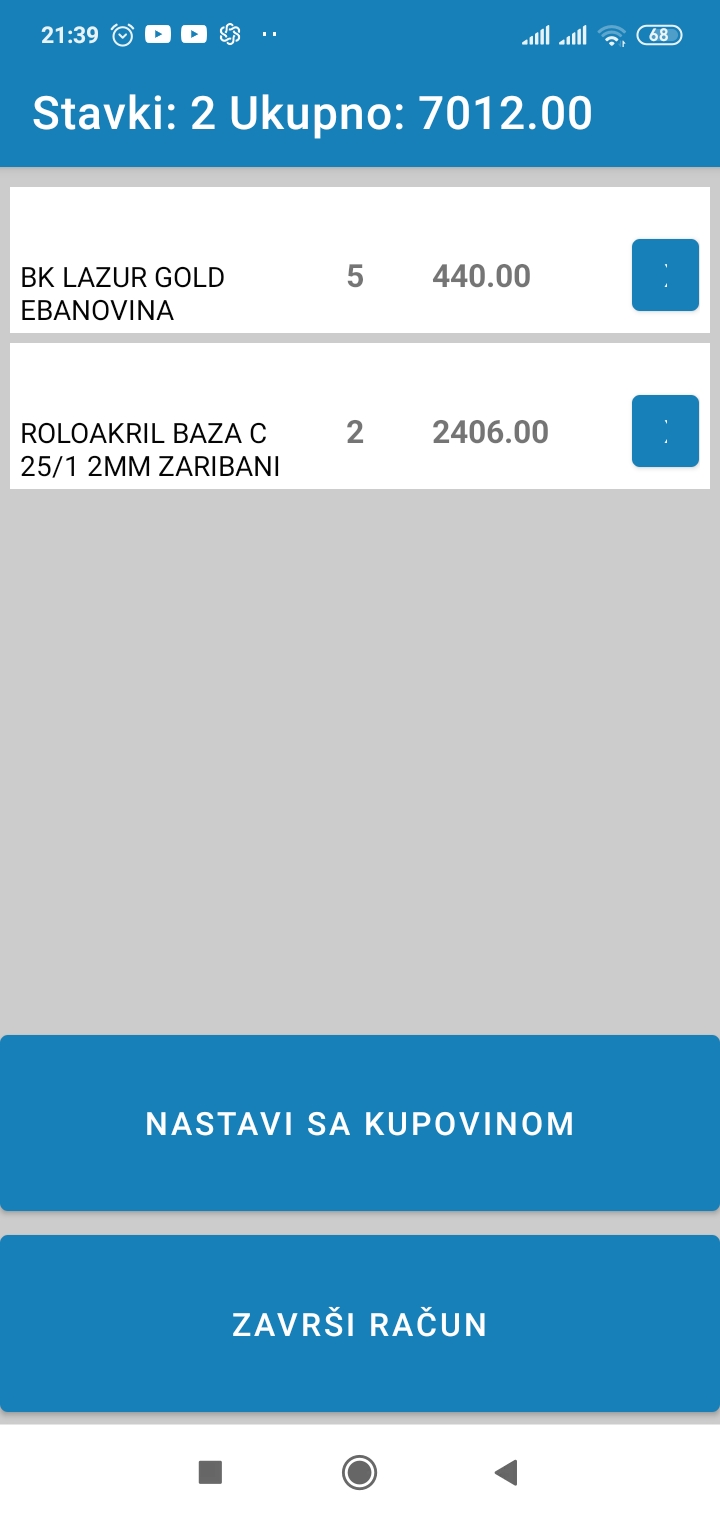 21:39 68
Stavki: 2 Ukupno: 7012.00
BK LAZUR GOLD
EBANOVINA
5 440.00
ROLOAKRIL BAZA C
25/1 2MM ZARIBANI
2 2406.00
NASTAVI SA KUPOVINOM
ZAVRŠI RAČUN